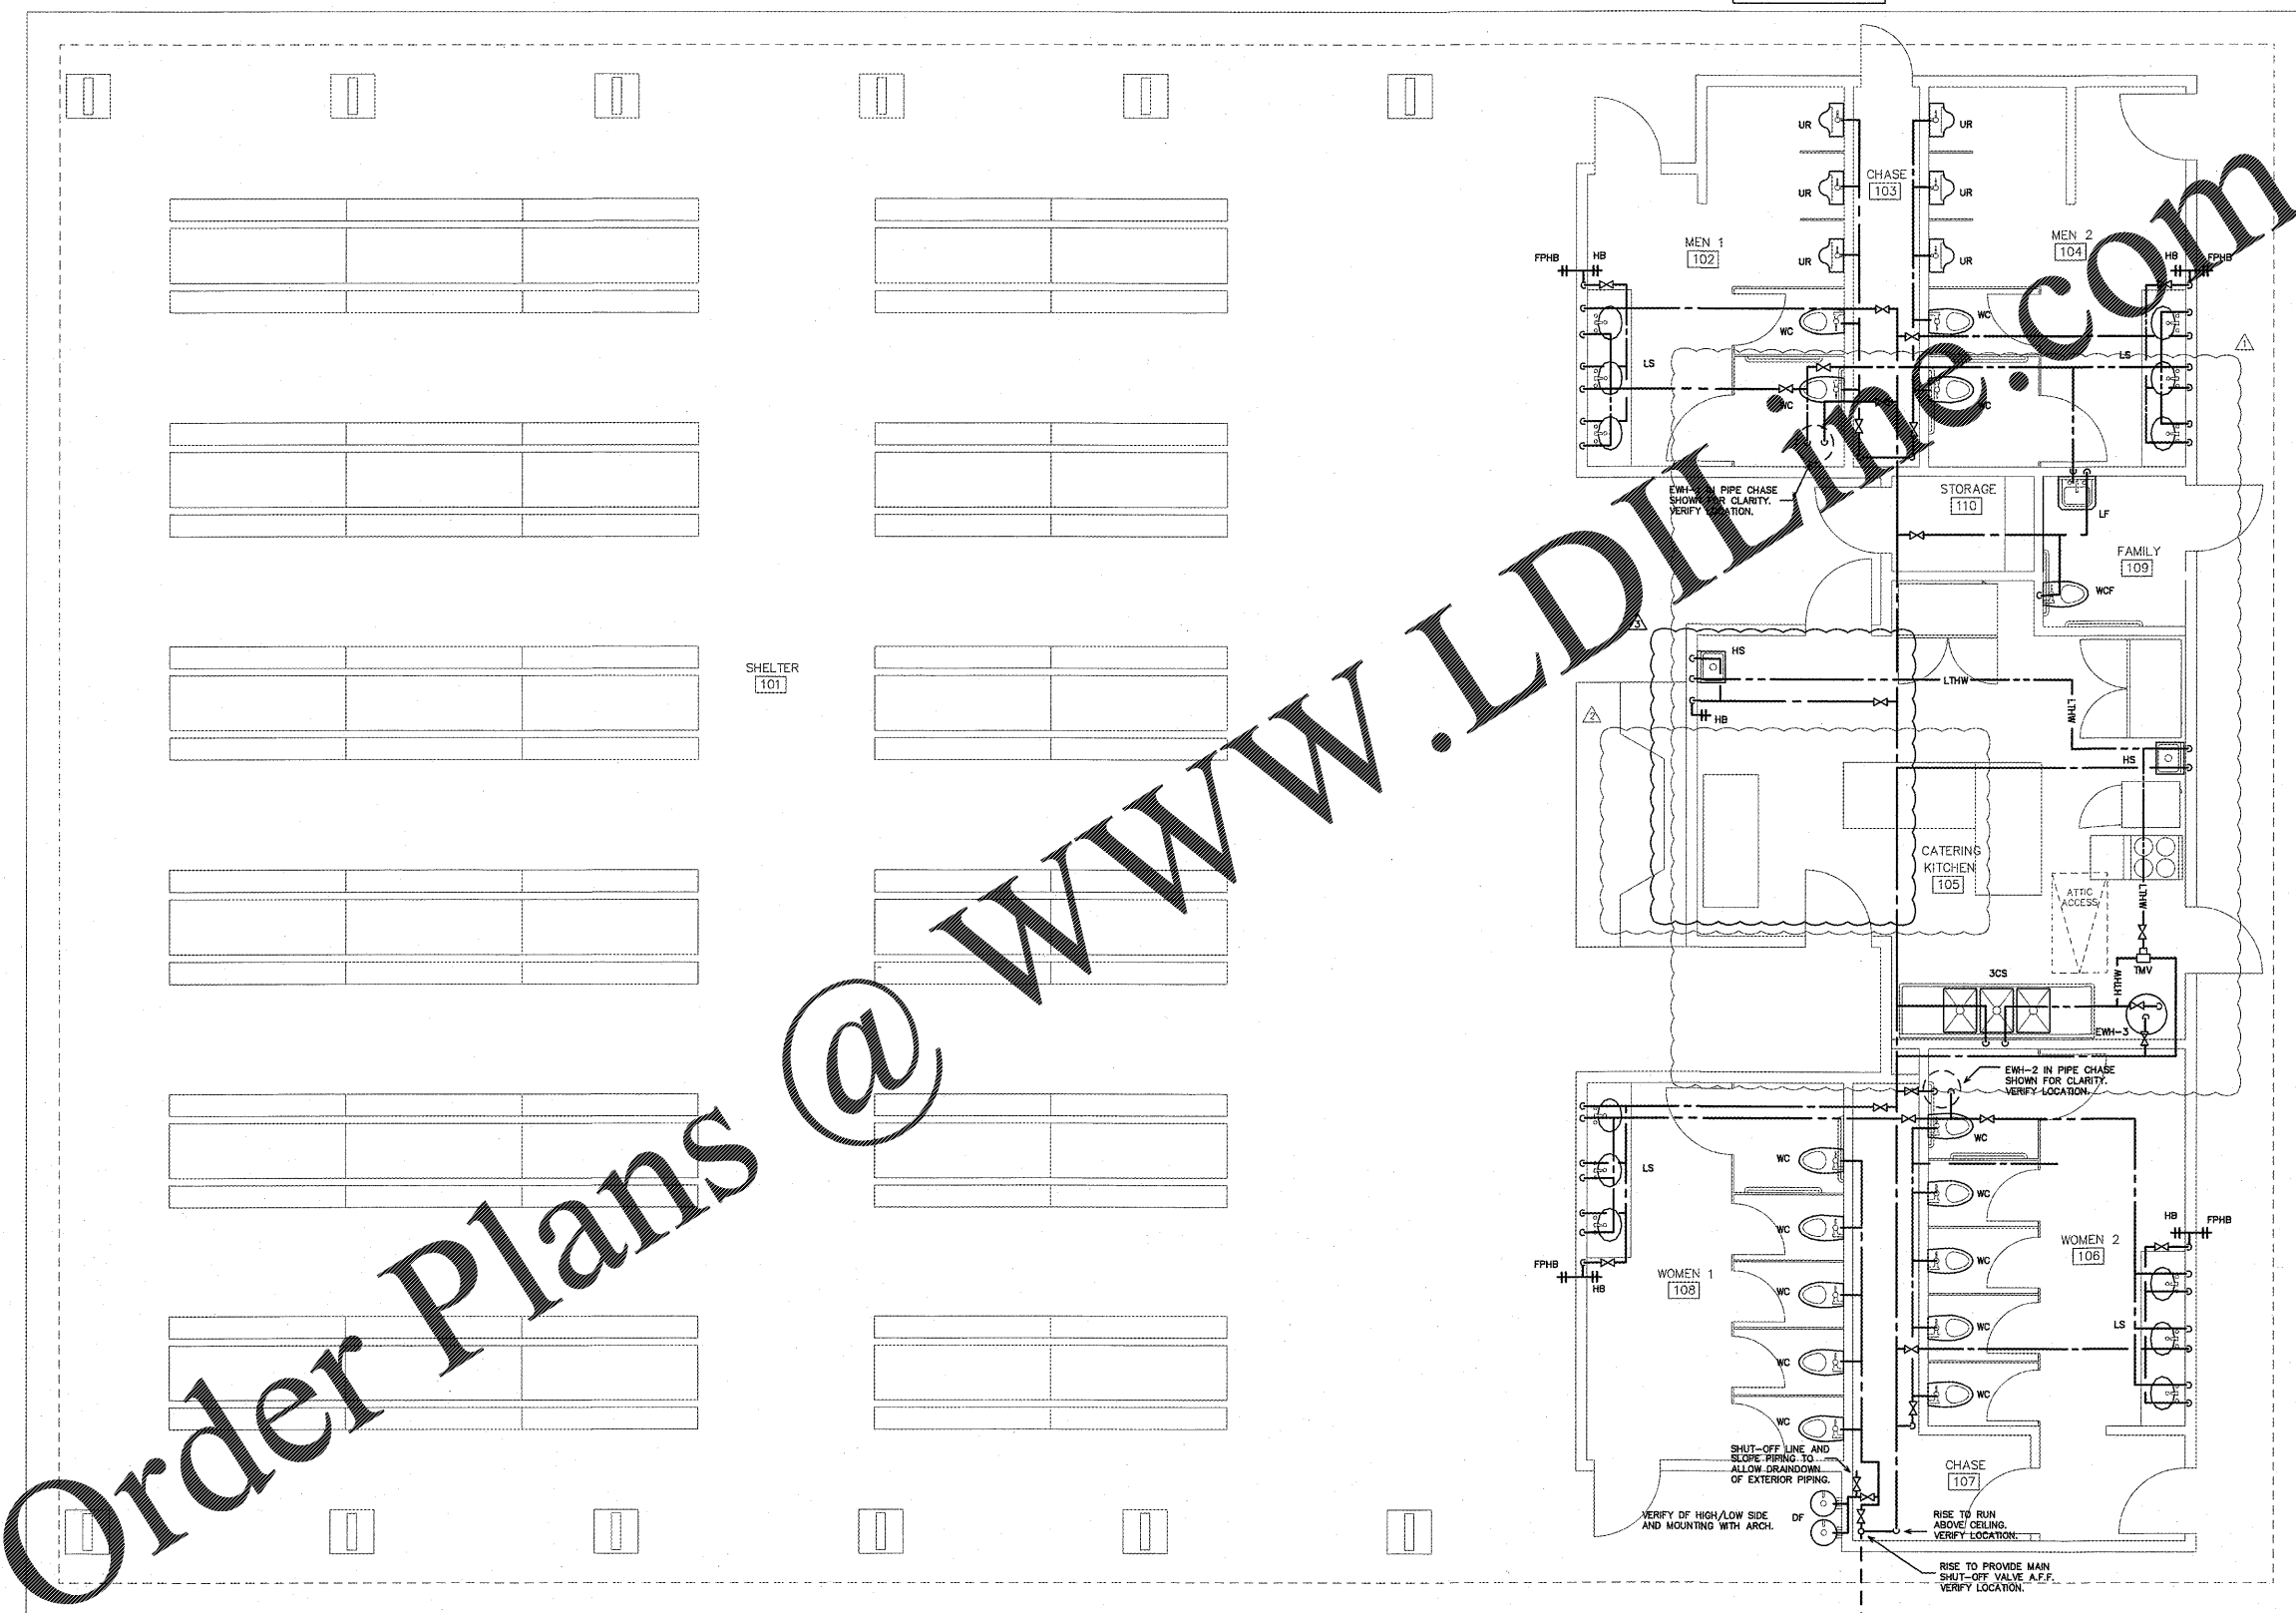 UR
UR
CHASE
103
UR
UR
MEN 1
102
MEN 2
104
FPHB
HB
UR
UR
HB
FPHB
WC
WC
1
LS
LS
WC
WC
EWH-1 IN PIPE CHASE
SHOWN FOR CLARITY.
VERIFY LOCATION.
STORAGE
110
LF
FAMILY
109
WCF
3
SHELTER
101
HS
LTHW
LTHW
2
HB
HS
CATERING
KITCHEN
105
ATTIC
ACCESS
LTHW
3CS
TMV
EWH-3
EWH-2 IN PIPE CHASE
SHOWN FOR CLARITY.
VERIFY LOCATION.
WC
WC
LS
WC
WC
HB
FPHB
WOMEN 2
106
FPHB
HB
WOMEN 1
108
WC
WC
LS
WC
WC
WC
WC
SHUT-OFF LINE AND
SLOPE PIPING TO
ALLOW DRAINDOWN
OF EXTERIOR PIPING.
CHASE
107
VERIFY DF HIGH/LOW SIDE
AND MOUNTING WITH ARCH.
DF
RISE TO RUN
ABOVE CEILING.
VERIFY LOCATION.
RISE TO PROVIDE MAIN
SHUT-OFF VALVE A.F.F.
VERIFY LOCATION.
Order Plans @ www.LDILine.com